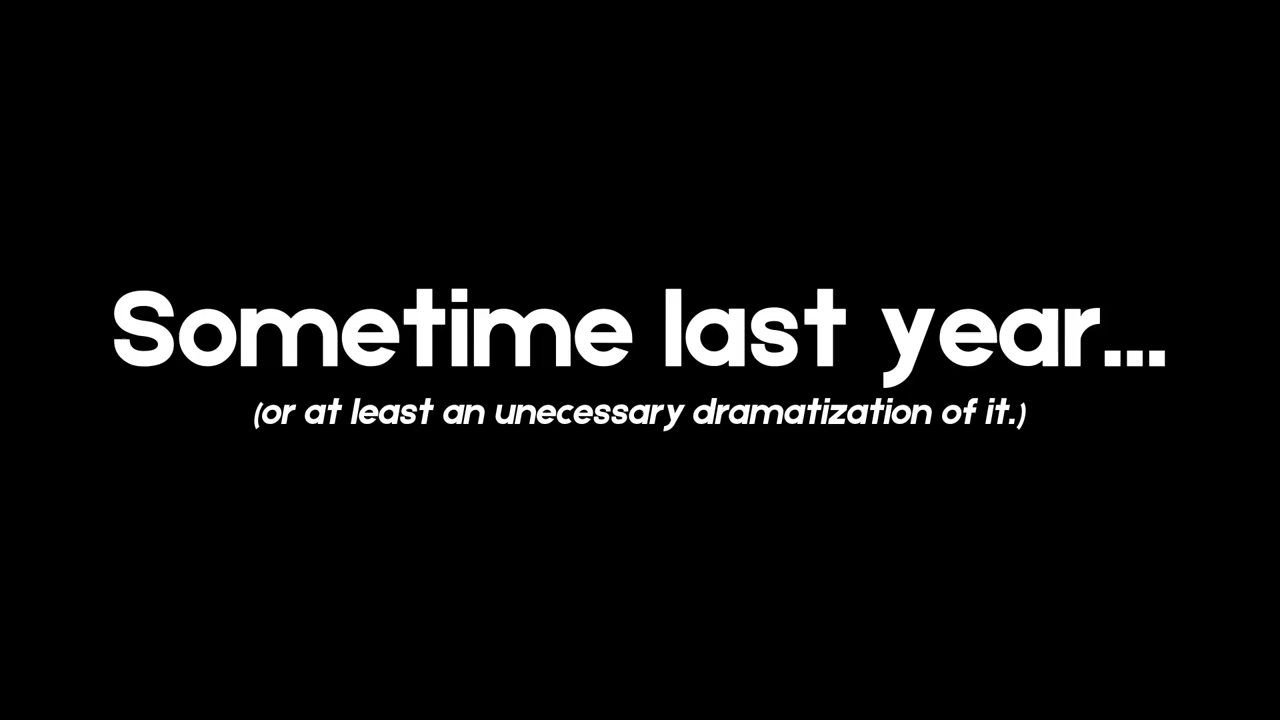 Sometime last year...
(or at least an unecessary dramatization of it.)